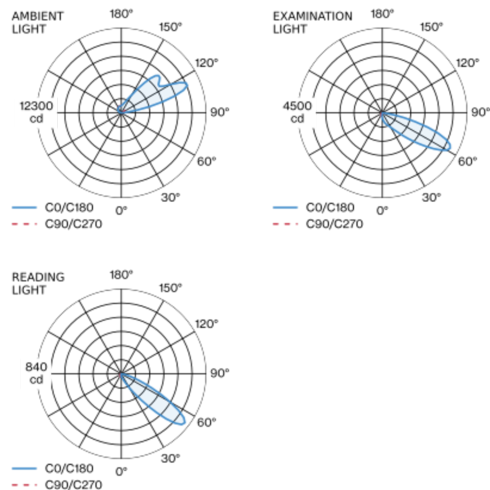 AMBIENT
LIGHT
180°
150°
120°
12300
cd
90°
60°
30°
0°
C0/C180
C90/C270
EXAMINATION
LIGHT
180°
150°
120°
4500
cd
90°
60°
30°
0°
C0/C180
C90/C270
READING
LIGHT
180°
150°
120°
840
cd
90°
60°
30°
0°
C0/C180
C90/C270